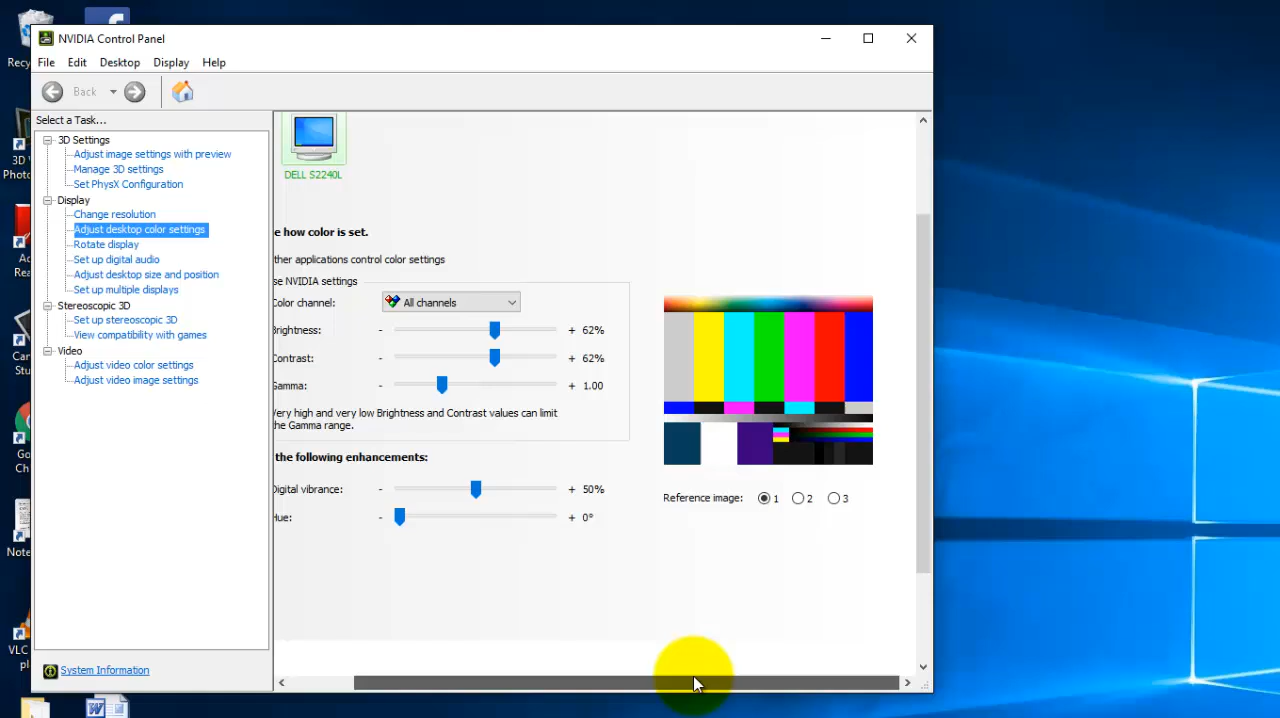 NVIDIA Control Panel
File Edit Desktop Display Help
Back
Select a Task...
3D Settings
Adjust image settings with preview
Manage 3D settings
Set PhysX Configuration
Display
Change resolution
Adjust desktop color settings
Rotate display
Set up digital audio
Adjust desktop size and position
Set up multiple displays
Stereoscopic 3D
Set up stereoscopic 3D
View compatibility with games
Video
Adjust video color settings
Adjust video image settings
System Information
DELL S2240L
e how color is set.
ther applications control color settings
se NVIDIA settings
Color channel: All channels
Brightness: - + 62%
Contrast: - + 62%
Gamma: - + 1.00
Very high and very low Brightness and Contrast values can limit
the Gamma range.
the following enhancements:
Digital vibrance: - + 50%
Hue: - + 0°
Reference image: 1 2 3
Recy
3D
Photo
Ac
Rea
Car
Stu
Go
Ch
Note
VLC
pl